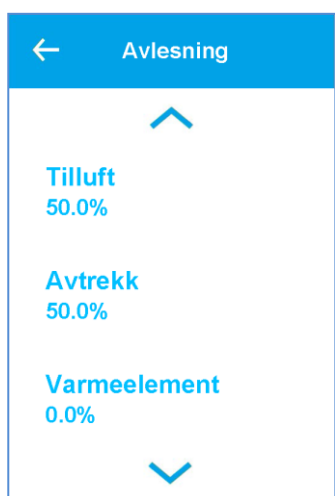 Avlesning
Tilluft
50.0%
Avtrekk
50.0%
Varmeelement
0.0%